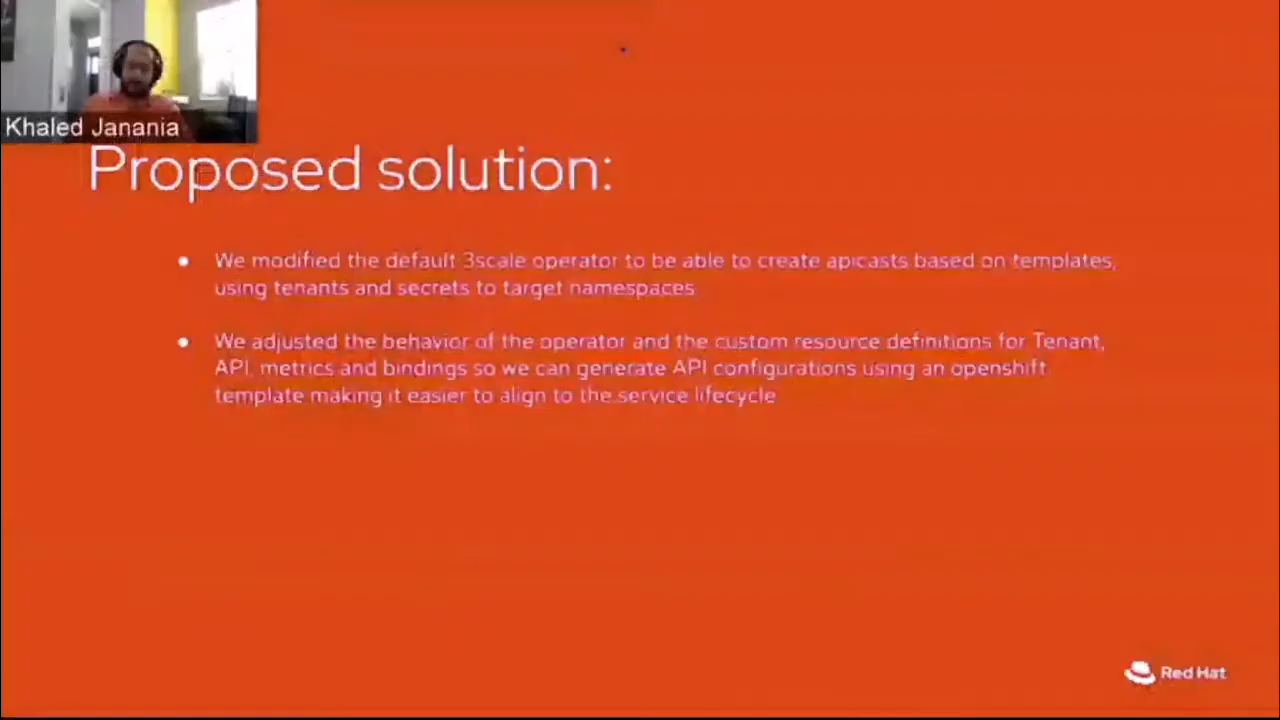 Khaled Janania
Proposed solution:
● We modified the default 3scale operator to be able to create apicasts based on templates,
using tenants and secrets to target namespaces
● We adjusted the behavior of the operator and the custom resource definitions for Tenant,
API, metrics and bindings so we can generate API configurations using an openshift
template making it easier to align to the service lifecycle
Red Hat